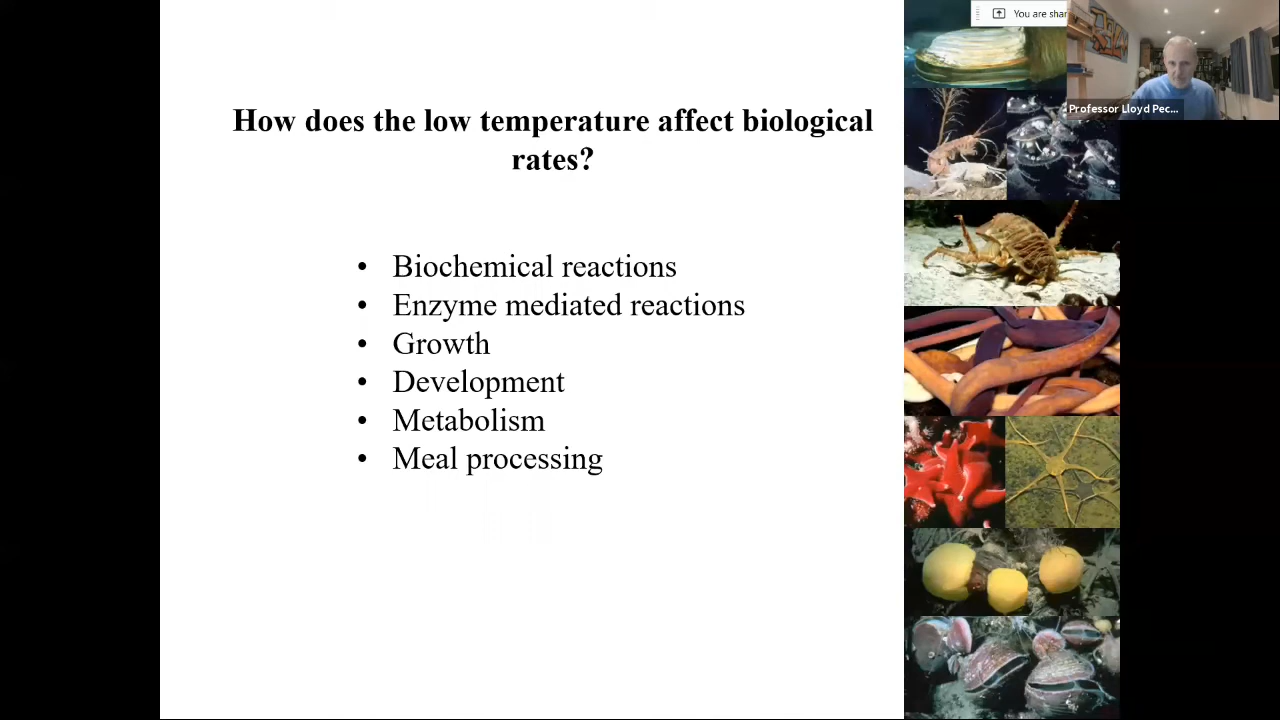 You are shar
Professor Lloyd Pec...
How does the low temperature affect biological
rates?
• Biochemical reactions
• Enzyme mediated reactions
• Growth
• Development
• Metabolism
• Meal processing